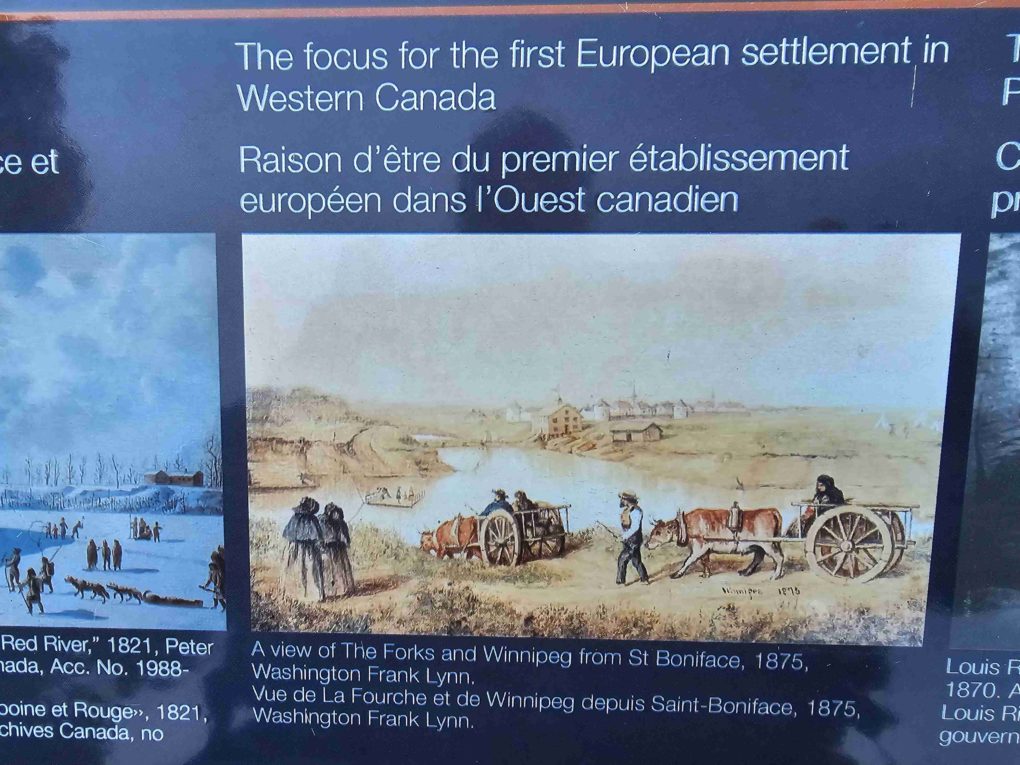 ce et
The focus for the first European settlement in
Western Canada
Raison d'être du premier établissement
européen dans l'Ouest canadien
T
P
C
pr
Winnipeg 1875
Red River," 1821, Peter
nada, Acc. No. 1988-
boine et Rouge», 1821,
chives Canada, no
A view of The Forks and Winnipeg from St Boniface, 1875,
Washington Frank Lynn.
Vue de La Fourche et de Winnipeg depuis Saint-Boniface, 1875,
Washington Frank Lynn.
Louis R
1870. A
Louis Ri
gouvern